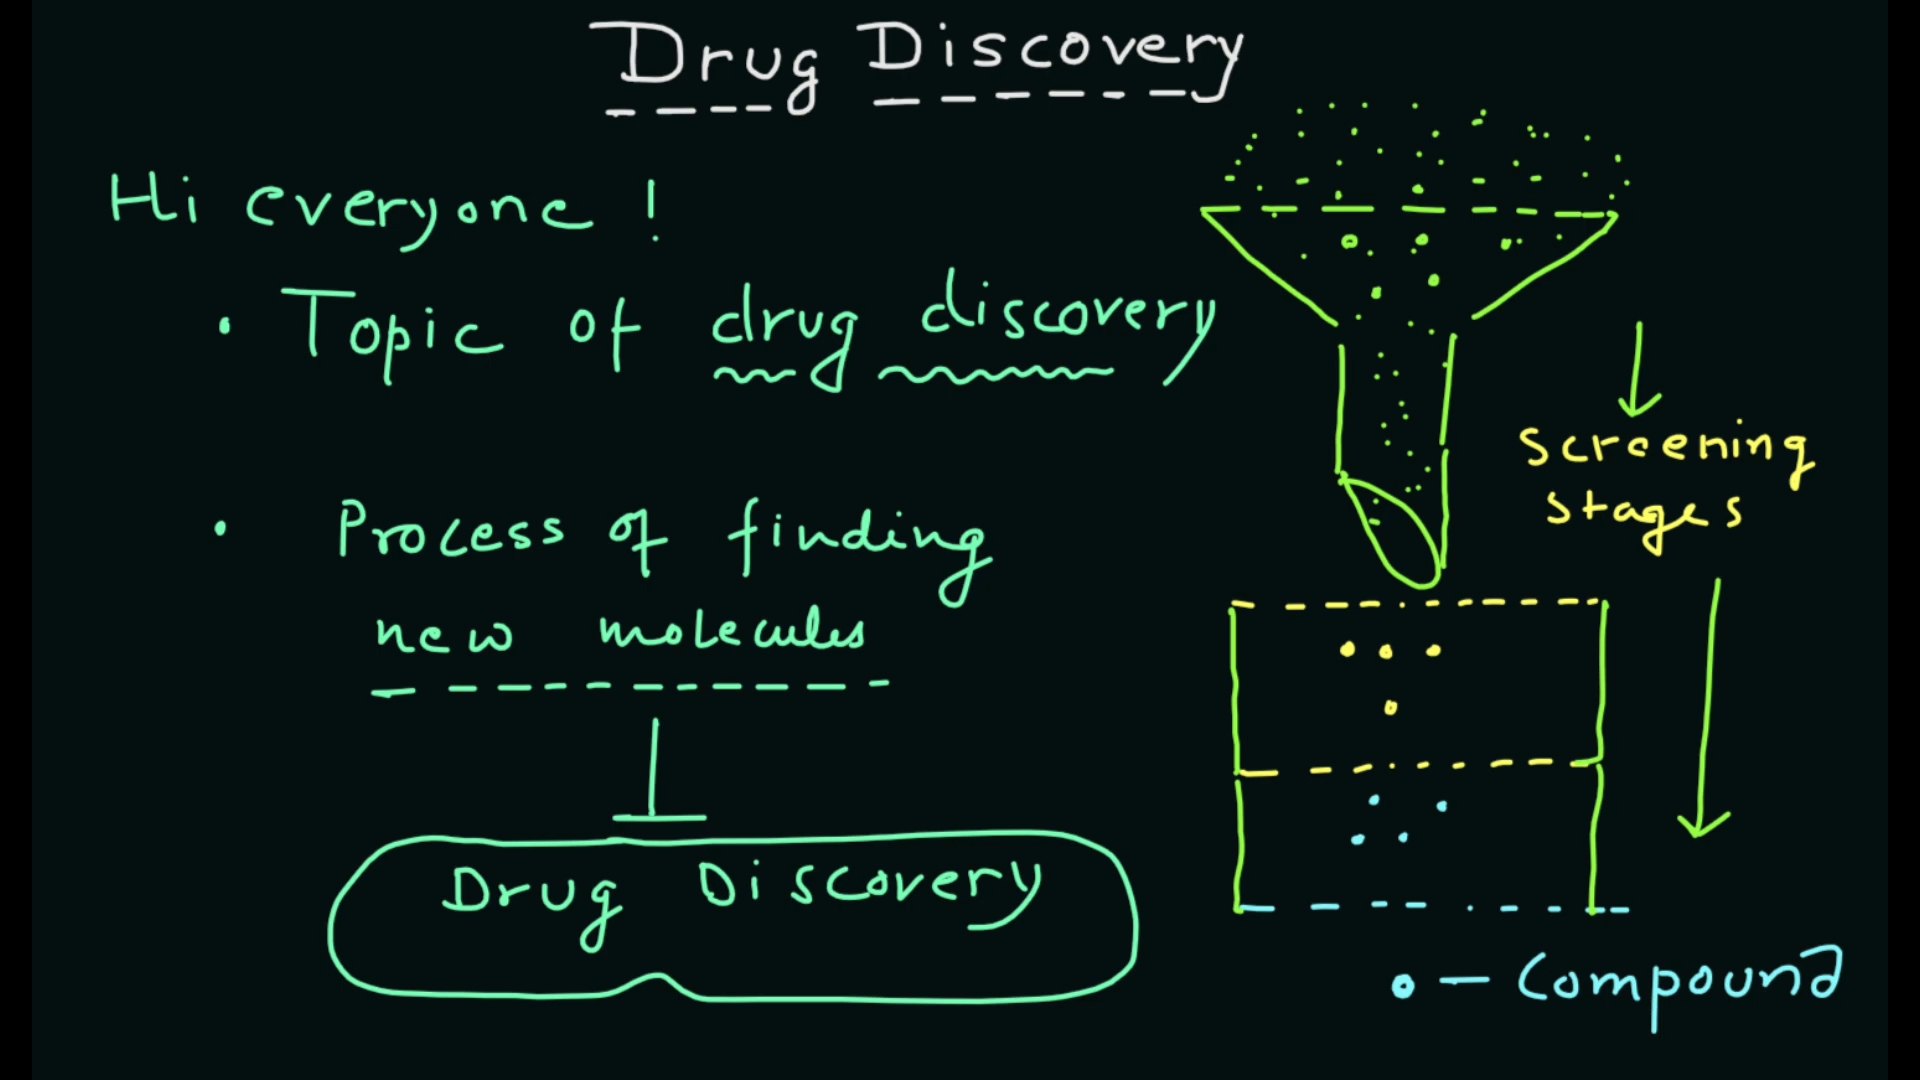 Drug Discovery
Hi everyone !
• Topic of drug discovery
• Process of finding
new molecules
Drug Discovery
Screening
stages
o — Compound